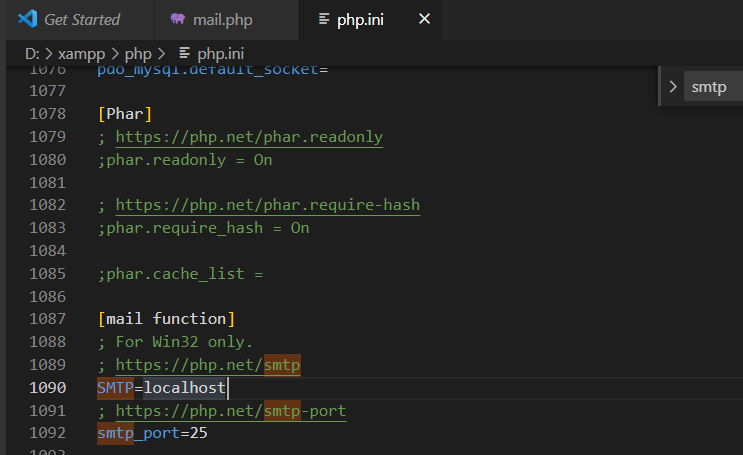 Get Started mail.php php.ini
D: > xampp > php > php.ini
smtp
1076 pdo_mysql.default_socket=
1077
1078 [Phar]
1079 ; https://php.net/phar.readonly
1080 ;phar.readonly = On
1081
1082 ; https://php.net/phar.require-hash
1083 ;phar.require_hash = On
1084
1085 ;phar.cache_list =
1086
1087 [mail function]
1088 ; For Win32 only.
1089 ; https://php.net/smtp
1090 SMTP=localhost
1091 ; https://php.net/smtp-port
1092 smtp_port=25
1093